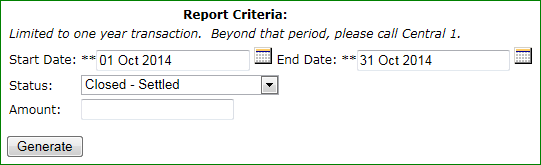 Report Criteria:
Limited to one year transaction.  Beyond that period, please call Central 1.
Start Date: **01 Oct 2014 End Date: **31 Oct 2014
Status: Closed - Settled
Amount:
Generate